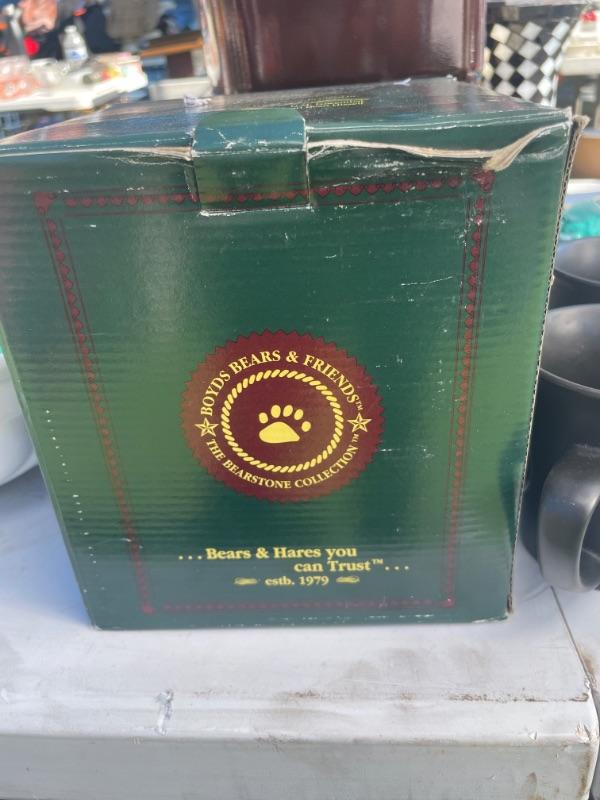 BOYDS BEARS & FRIENDS™
THE BEARSTONE COLLECTION™
...Bears & Hares you
can Trust™...
estb. 1979